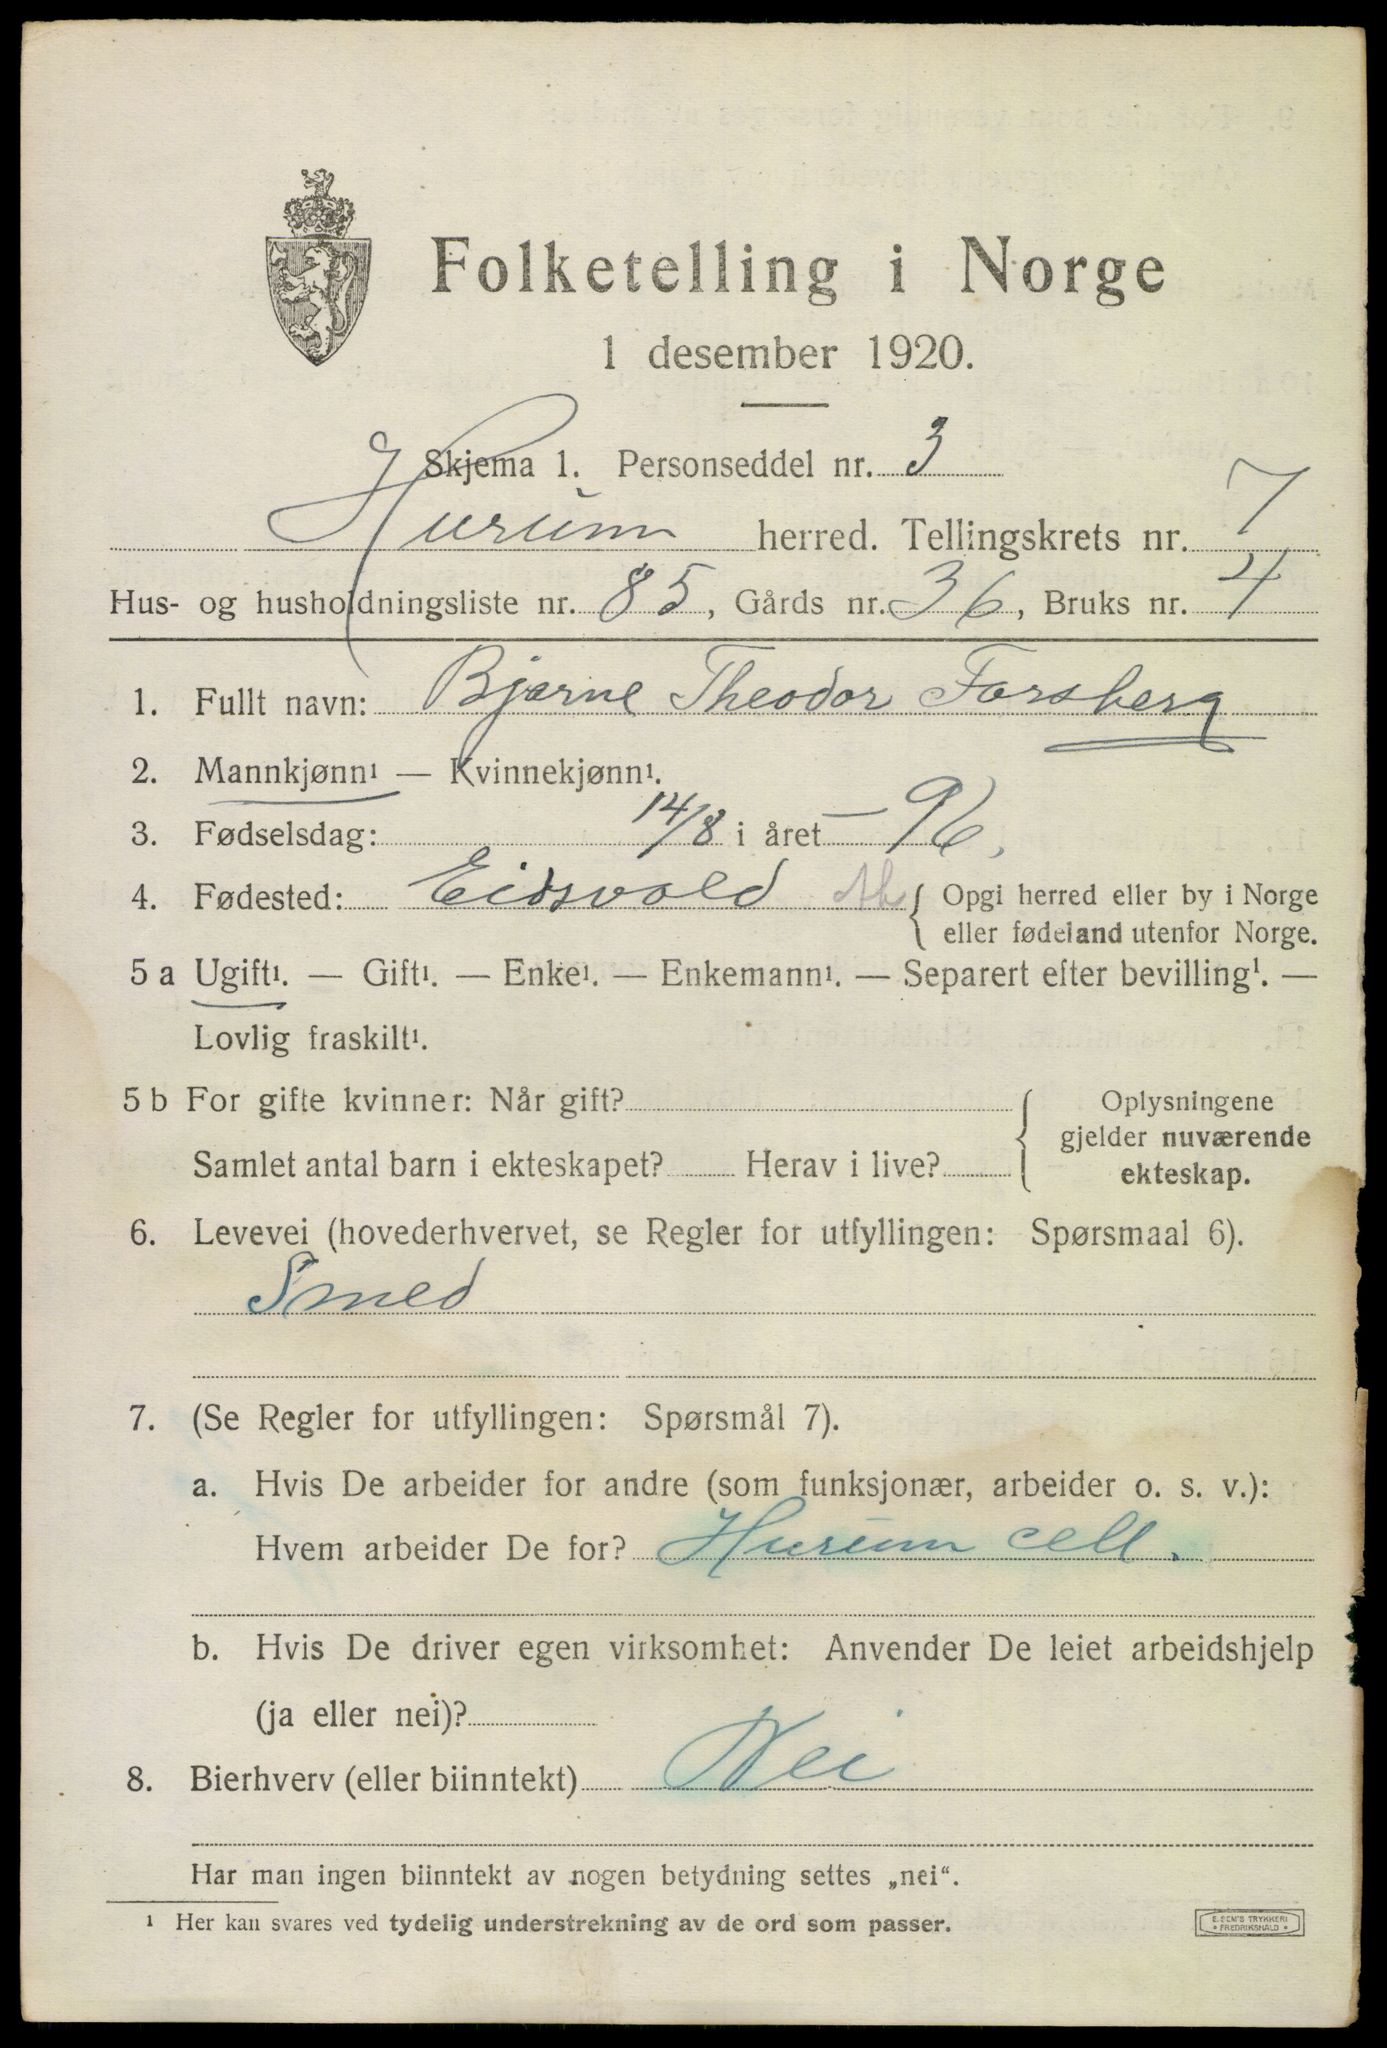 Folketelling i Norge
1 desember 1920.
Skjema 1. Personseddel nr. 3
Hurum herred. Tellingskrets nr. 7
Hus- og husholdningsliste nr. 85, Gårds nr. 36, Bruks nr. 4
1. Fullt navn: Bjarne Theodor Forsberg
2. Mannkjønn¹ — Kvinnekjønn¹.
3. Fødselsdag: 14/8 i året — 96.
4. Fødested: Eidsvold Ak { Opgi herred eller by i Norge
eller fødeland utenfor Norge.
5 a Ugift¹. — Gift¹. — Enke¹. — Enkemann¹. — Separert efter bevilling¹. —
Lovlig fraskilt¹.
5 b For gifte kvinner: Når gift? { Oplysningene
gjelder nuværende
Samlet antal barn i ekteskapet? Herav i live? ekteskap.
6. Levevei (hovederhvervet, se Regler for utfyllingen: Spørsmaal 6).
Smed
7. (Se Regler for utfyllingen: Spørsmål 7).
a. Hvis De arbeider for andre (som funksjonær, arbeider o. s. v.):
Hvem arbeider De for? Hurum cell.
b. Hvis De driver egen virksomhet: Anvender De leiet arbeidshjelp
(ja eller nei)?
8. Bierhverv (eller biinntekt) Nei
Har man ingen biinntekt av nogen betydning settes „nei“.
¹ Her kan svares ved tydelig understrekning av de ord som passer.
E. SEM'S TRYKKERI
FREDRIKSHALD